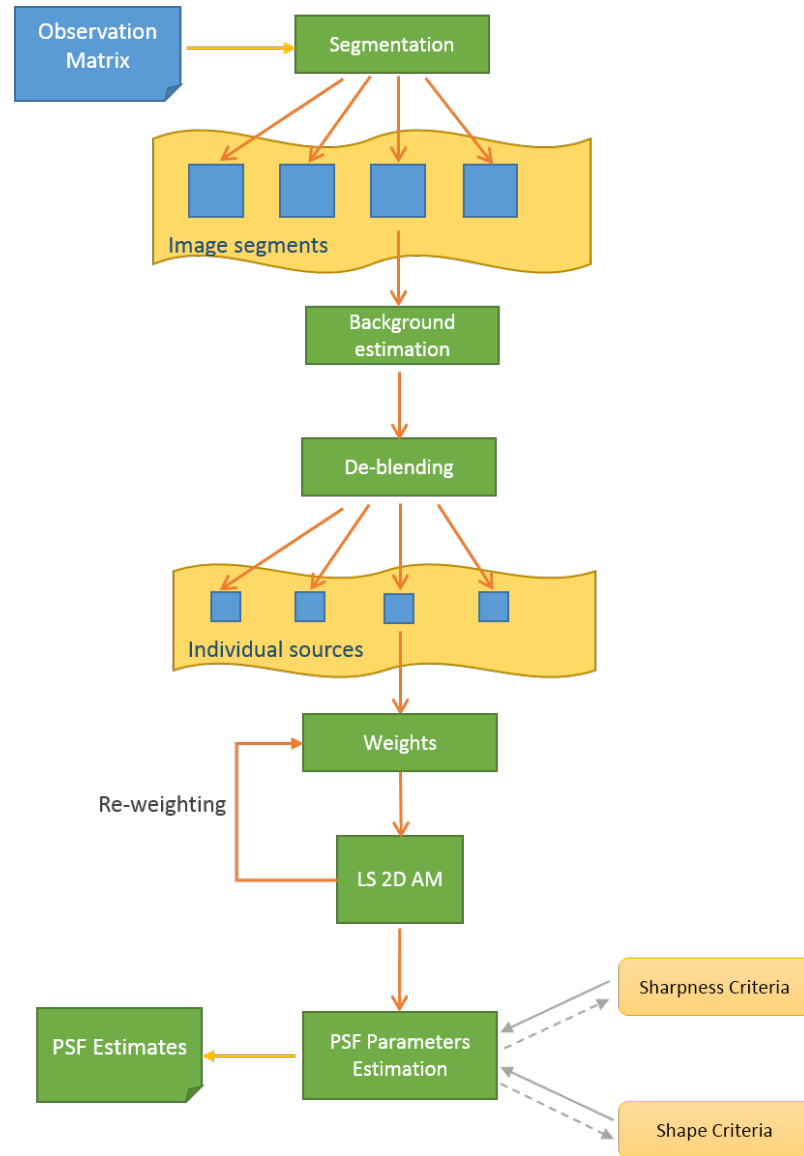 Observation
Matrix
Segmentation
Image segments
Background
estimation
De-blending
Individual sources
Weights
Re-weighting
LS 2D AM
Sharpness Criteria
PSF Estimates
PSF Parameters
Estimation
Shape Criteria